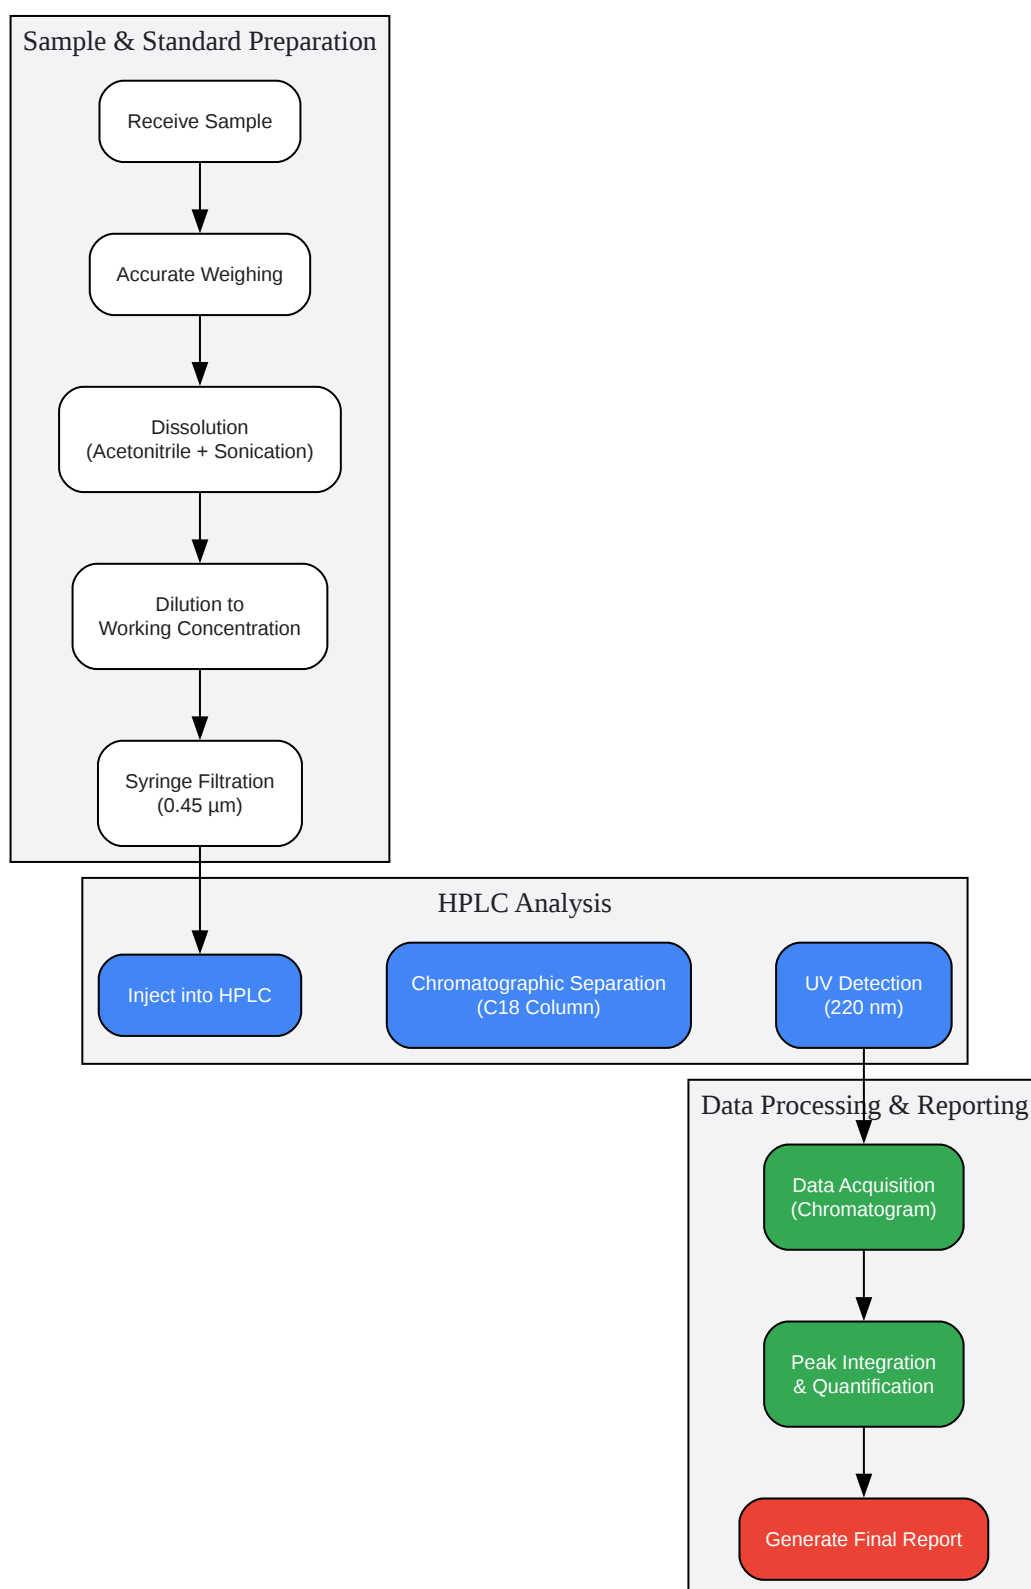 Sample & Standard Preparation
Receive Sample
Accurate Weighing
Dissolution
(Acetonitrile + Sonication)
Dilution to
Working Concentration
Syringe Filtration
(0.45 µm)
HPLC Analysis
Inject into HPLC
Chromatographic Separation
(C18 Column)
UV Detection
(220 nm)
Data Processing & Reporting
Data Acquisition
(Chromatogram)
Peak Integration
& Quantification
Generate Final Report